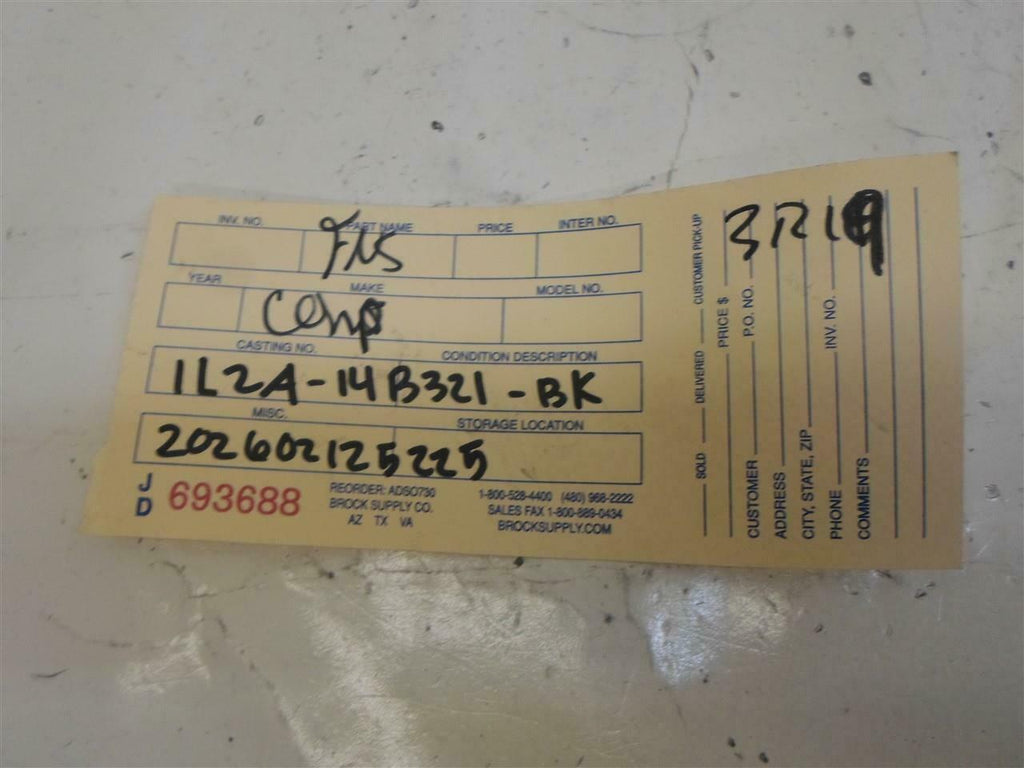 INV. NO. PART NAME PRICE INTER NO.
YEAR MAKE MODEL NO.
Comp
CASTING NO. CONDITION DESCRIPTION
1L2A-14B321-BK
MISC. STORAGE LOCATION
202602125225
JD 693688
REORDER: ADSO730
BROCK SUPPLY CO.
AZ TX VA
1-800-528-4400 (480) 968-2222
SALES FAX 1-800-889-0434
BROCKSUPPLY.COM
SOLD DELIVERED CUSTOMER PICK-UP
PRICE $
CUSTOMER P.O. NO.
ADDRESS
CITY, STATE, ZIP
PHONE INV. NO.
COMMENTS